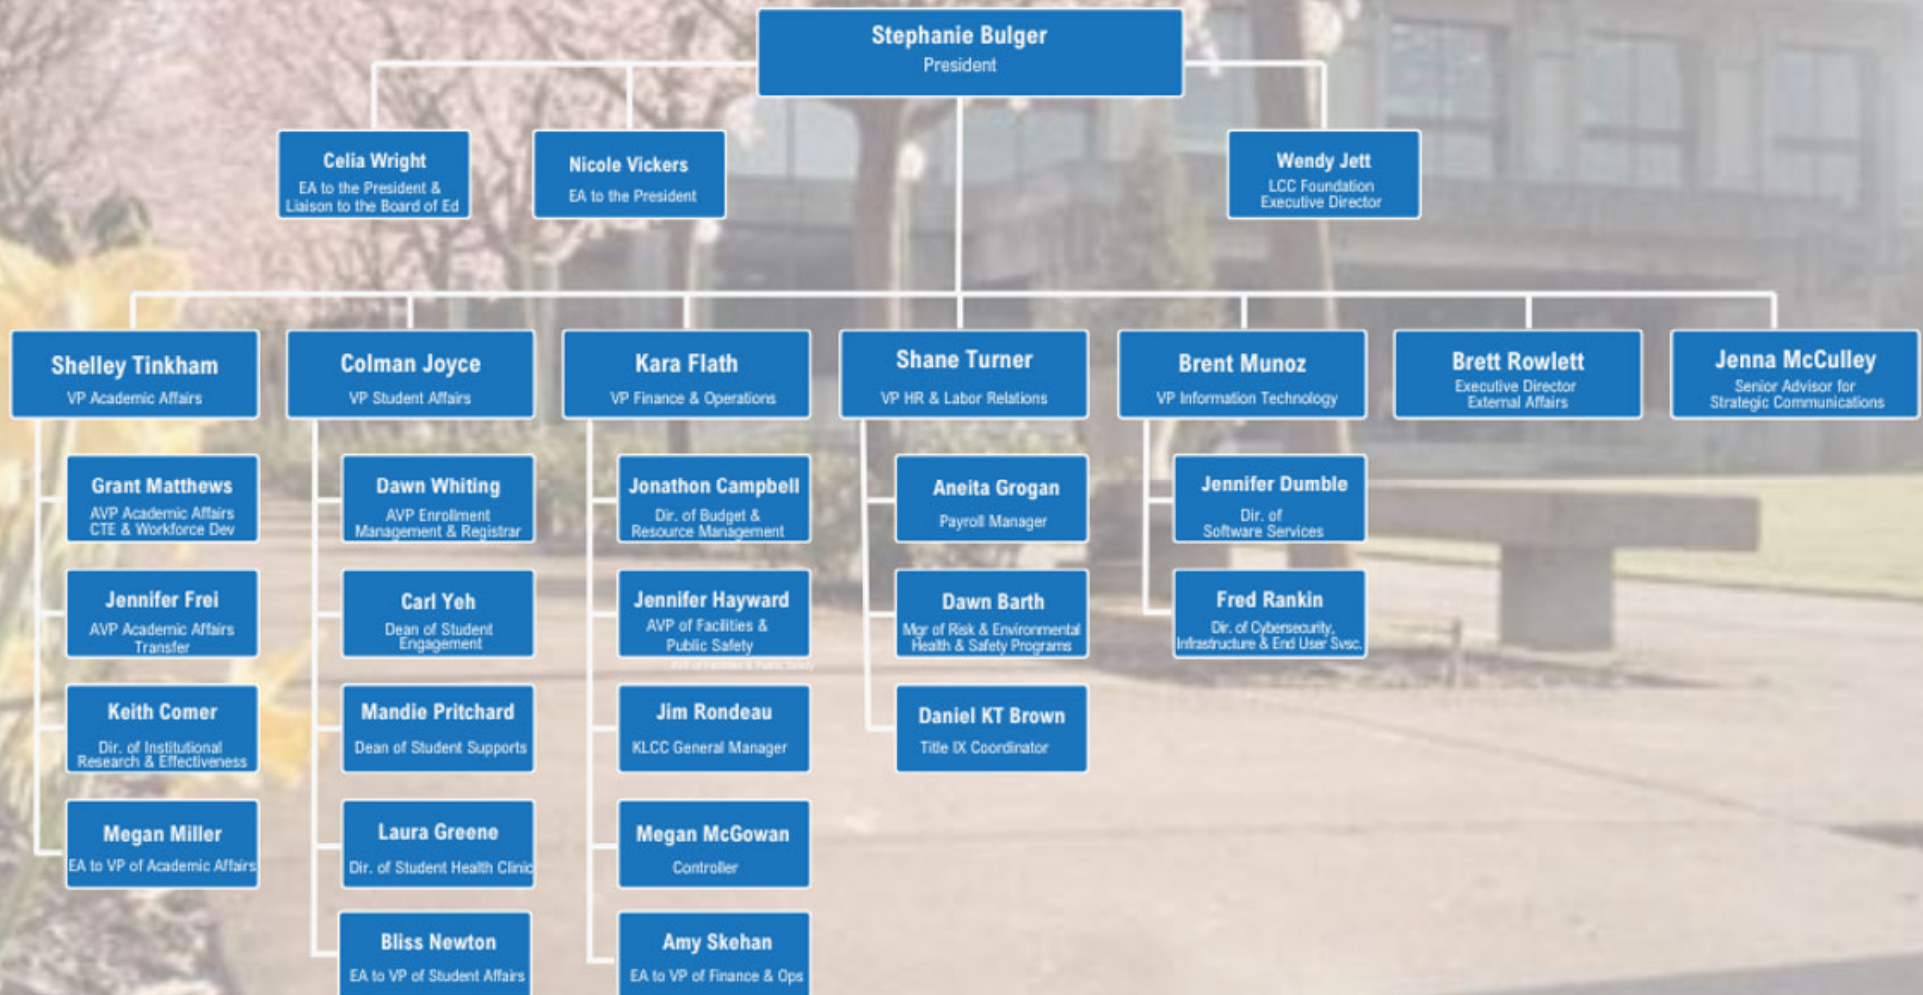 Stephanie Bulger
President
Celia Wright
EA to the President &
Liaison to the Board of Ed
Nicole Vickers
EA to the President
Wendy Jett
LCC Foundation
Executive Director
Shelley Tinkham
VP Academic Affairs
Colman Joyce
VP Student Affairs
Kara Flath
VP Finance & Operations
Shane Turner
VP HR & Labor Relations
Brent Munoz
VP Information Technology
Brett Rowlett
Executive Director
External Affairs
Jenna McCulley
Senior Advisor for
Strategic Communications
Grant Matthews
AVP Academic Affairs
CTE & Workforce Dev
Jennifer Frei
AVP Academic Affairs
Transfer
Keith Comer
Dir. of Institutional
Research & Effectiveness
Megan Miller
EA to VP of Academic Affairs
Dawn Whiting
AVP Enrollment
Management & Registrar
Carl Yeh
Dean of Student
Engagement
Mandie Pritchard
Dean of Student Supports
Laura Greene
Dir. of Student Health Clinic
Bliss Newton
EA to VP of Student Affairs
Jonathon Campbell
Dir. of Budget &
Resource Management
Jennifer Hayward
AVP of Facilities &
Public Safety
AVP of Facilities & Public Safety
Jim Rondeau
KLCC General Manager
Megan McGowan
Controller
Amy Skehan
EA to VP of Finance & Ops
Aneita Grogan
Payroll Manager
Dawn Barth
Mgr of Risk & Environmental
Health & Safety Programs
Daniel KT Brown
Title IX Coordinator
Jennifer Dumble
Dir. of
Software Services
Fred Rankin
Dir. of Cybersecurity,
Infrastructure & End User Svsc.